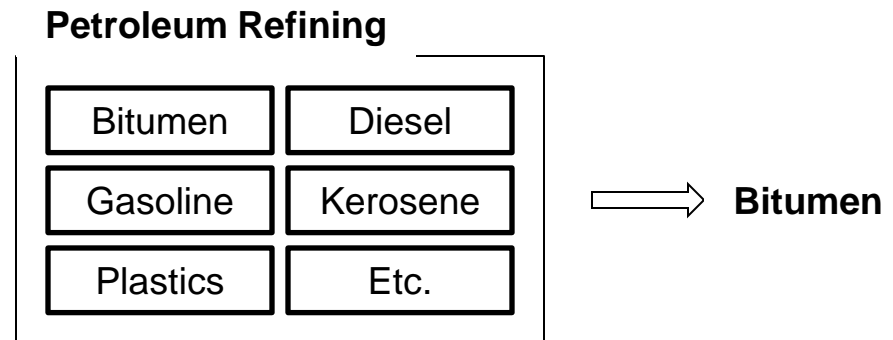 Petroleum Refining
Bitumen Diesel
Gasoline Kerosene
Bitumen
Plastics Etc.